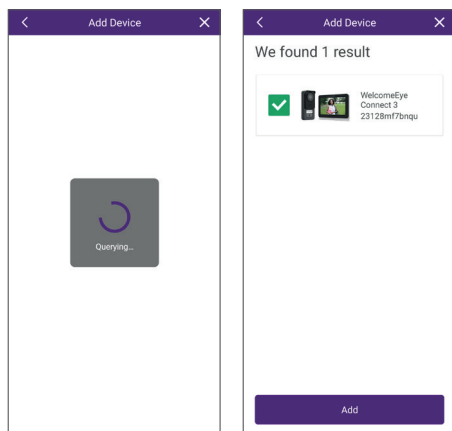 Add Device
Querying...
Add Device
We found 1 result
WelcomeEye
Connect 3
23128mf7bnqu
Add